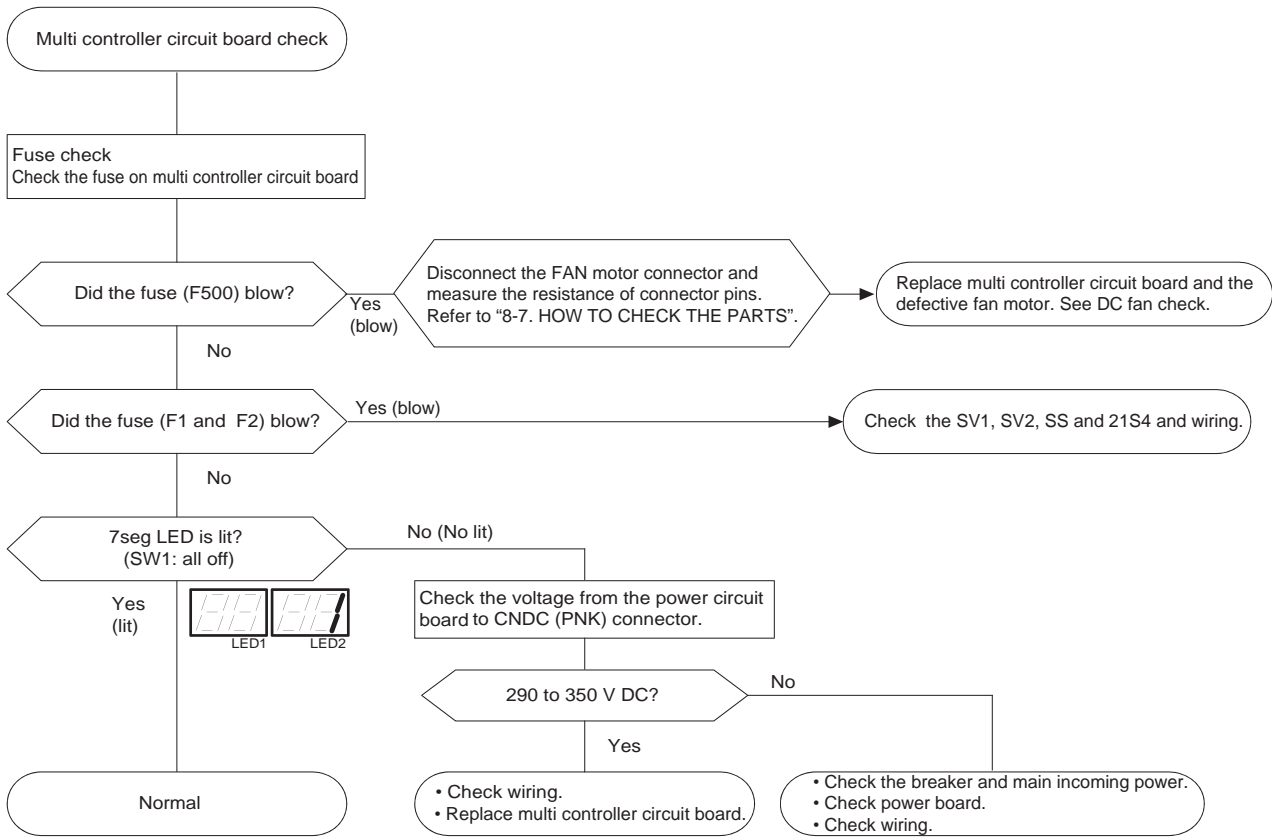 Multi controller circuit board check
Fuse check
Check the fuse on multi controller circuit board
Did the fuse (F500) blow?
Yes
(blow)
Disconnect the FAN motor connector and
measure the resistance of connector pins.
Refer to “8-7. HOW TO CHECK THE PARTS”.
Replace multi controller circuit board and the
defective fan motor. See DC fan check.
No
Did the fuse (F1 and F2) blow?
Yes (blow)
Check the SV1, SV2, SS and 21S4 and wiring.
No
7seg LED is lit?
(SW1: all off)
No (No lit)
Yes
(lit)
LED1
LED2
Check the voltage from the power circuit
board to CNDC (PNK) connector.
290 to 350 V DC?
No
Yes
Normal
• Check wiring.
• Replace multi controller circuit board.
• Check the breaker and main incoming power.
• Check power board.
• Check wiring.